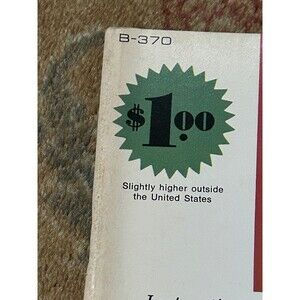 B-370
$1.00
Slightly higher outside
the United States